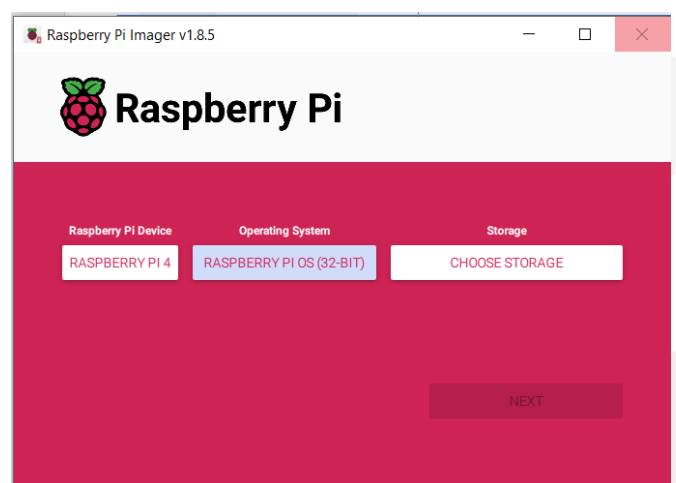 Raspberry Pi Imager v1.8.5
Raspberry Pi
Raspberry Pi Device Operating System Storage
RASPBERRY PI 4 RASPBERRY PI OS (32-BIT) CHOOSE STORAGE
NEXT